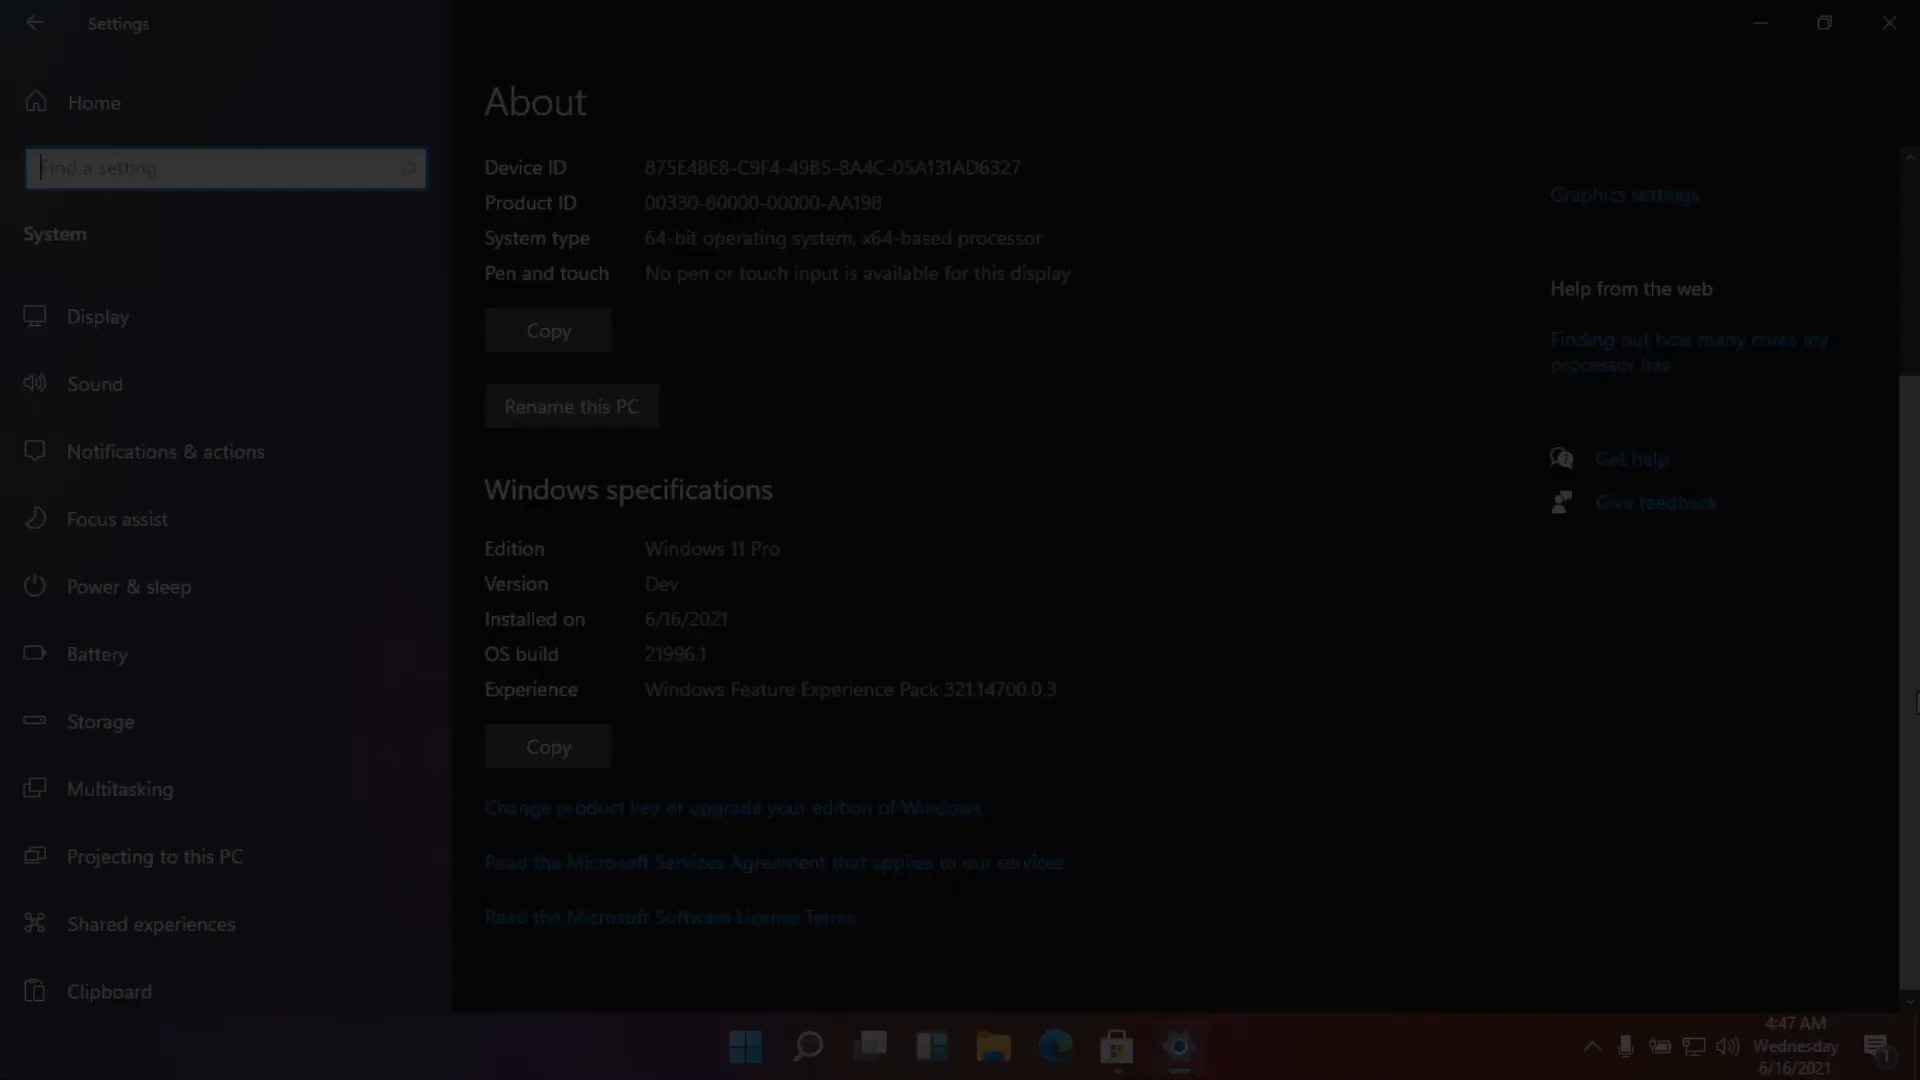 Settings
Home
Find a setting
System
Display
Sound
Notifications & actions
Focus assist
Power & sleep
Battery
Storage
Multitasking
Projecting to this PC
Shared experiences
Clipboard
About
Device ID 875E4BE8-C9F4-49B5-8A4C-05A131AD6327
Product ID 00330-80000-00000-AA198
System type 64-bit operating system, x64-based processor
Pen and touch No pen or touch input is available for this display
Copy
Rename this PC
Windows specifications
Edition Windows 11 Pro
Version Dev
Installed on 6/16/2021
OS build 21996.1
Experience Windows Feature Experience Pack 321.14700.0.3
Copy
Change product key or upgrade your edition of Windows
Read the Microsoft Services Agreement that applies to our services
Read the Microsoft Software License Terms
Graphics settings
Help from the web
Finding out how many cores my
processor has
Get help
Give feedback
4:47 AM
Wednesday
6/16/2021
1